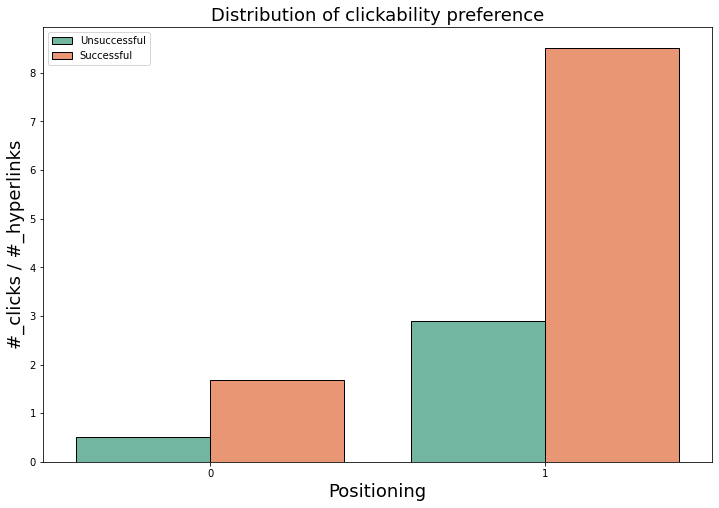 Distribution of clickability preference
Unsuccessful
Successful
#_clicks / #_hyperlinks
8
7
6
5
4
3
2
1
0
0 1
Positioning